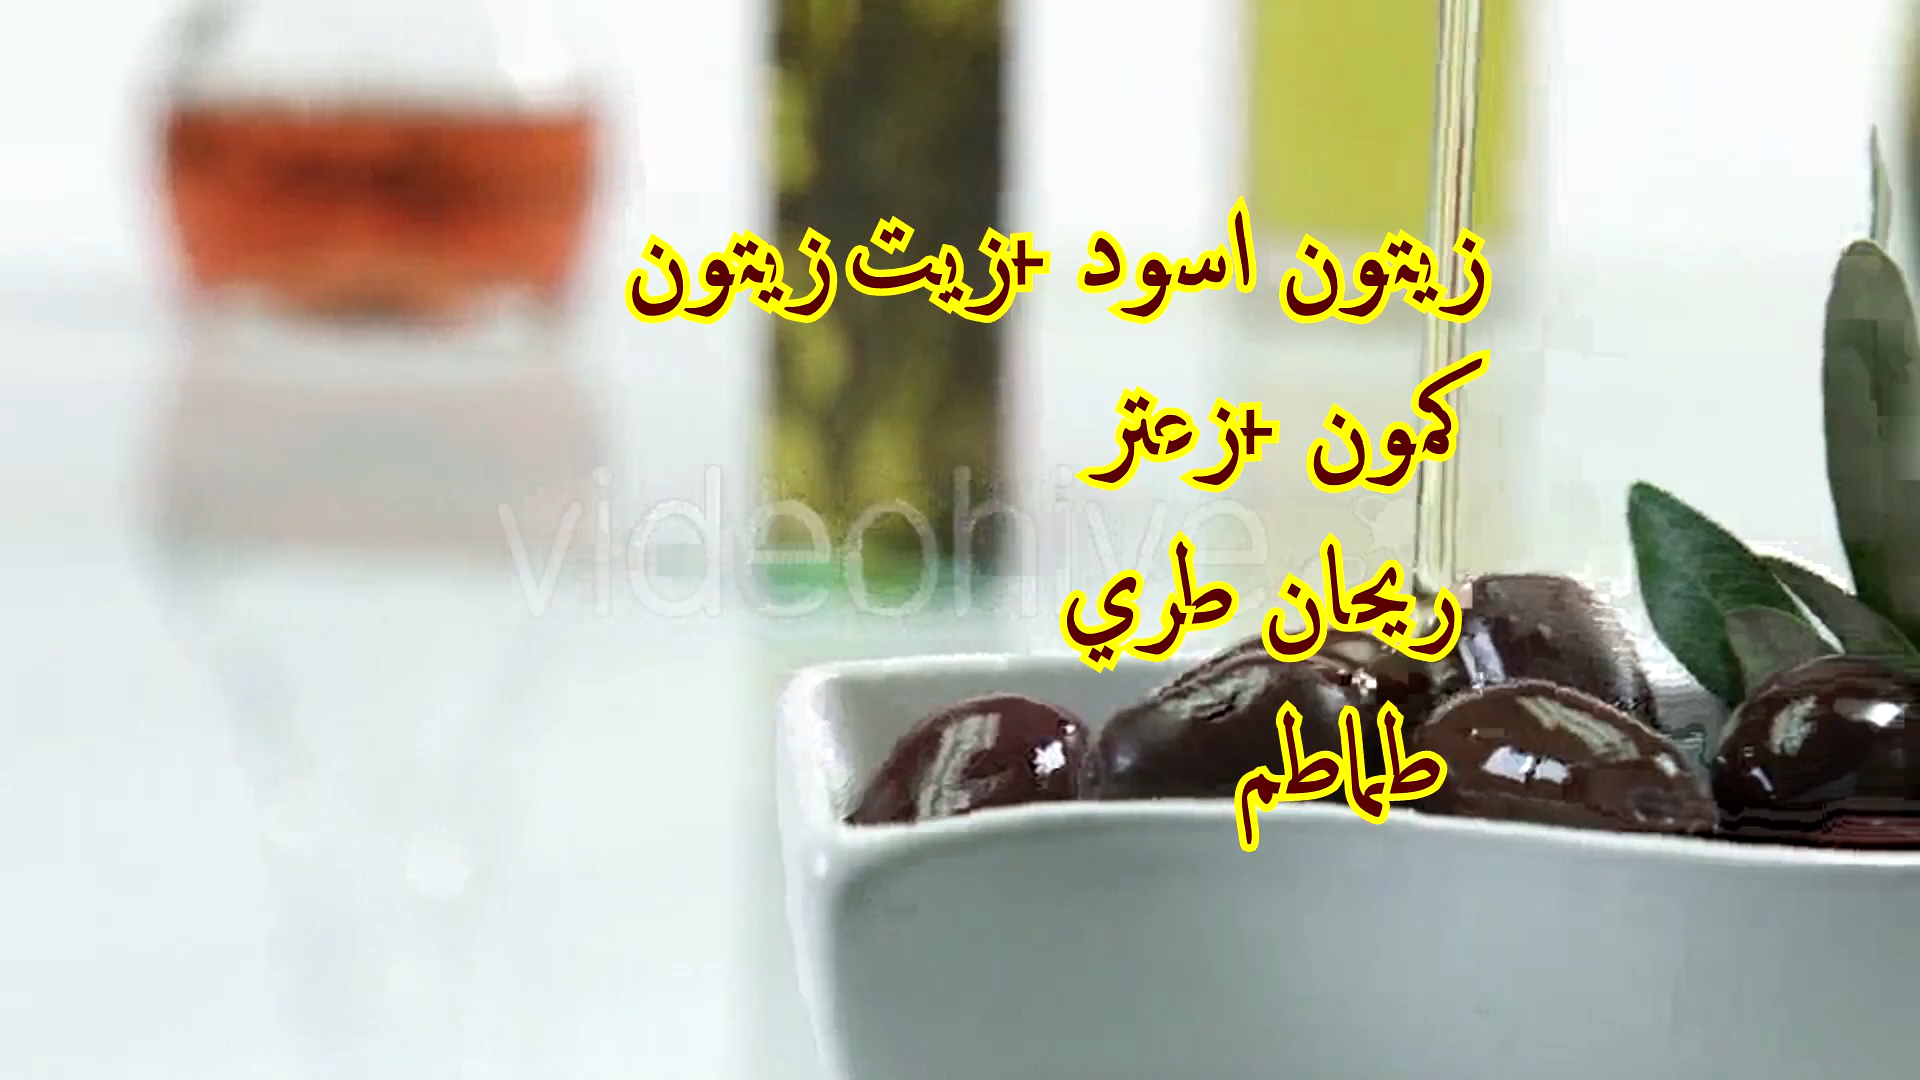 زيتون اسود +زيت زيتون
كمون +زعتر
videohive
ريحان طري
طماطم